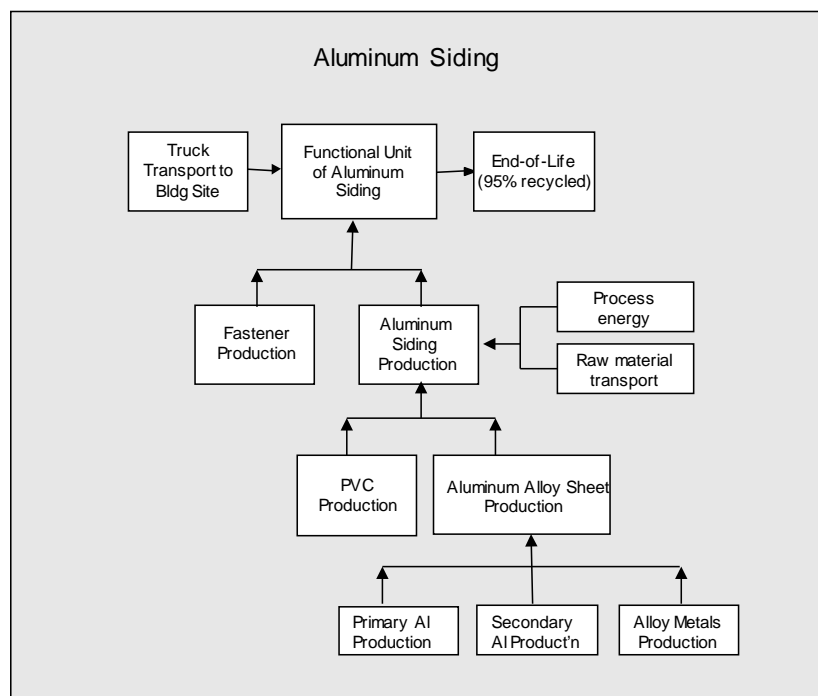 Aluminum Siding
Truck
Transport to
Bldg Site
Functional Unit
of Aluminum
Siding
End-of-Life
(95% recycled)
Fastener
Production
Aluminum
Siding
Production
Process
energy
Raw material
transport
PVC
Production
Aluminum Alloy Sheet
Production
Primary Al
Production
Secondary
Al Product'n
Alloy Metals
Production